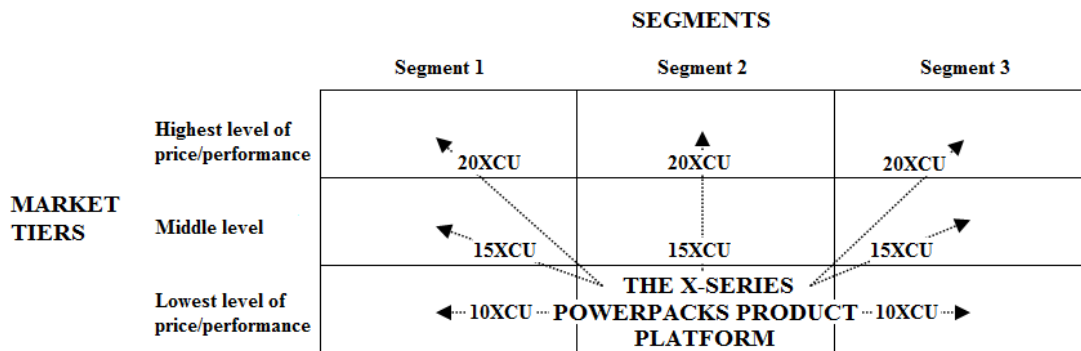 SEGMENTS
Segment 1 Segment 2 Segment 3
Highest level of
price/performance
20XCU 20XCU 20XCU
MARKET
TIERS
Middle level
15XCU 15XCU 15XCU
THE X-SERIES
Lowest level of
price/performance
10XCU POWERPACKS PRODUCT 10XCU
PLATFORM